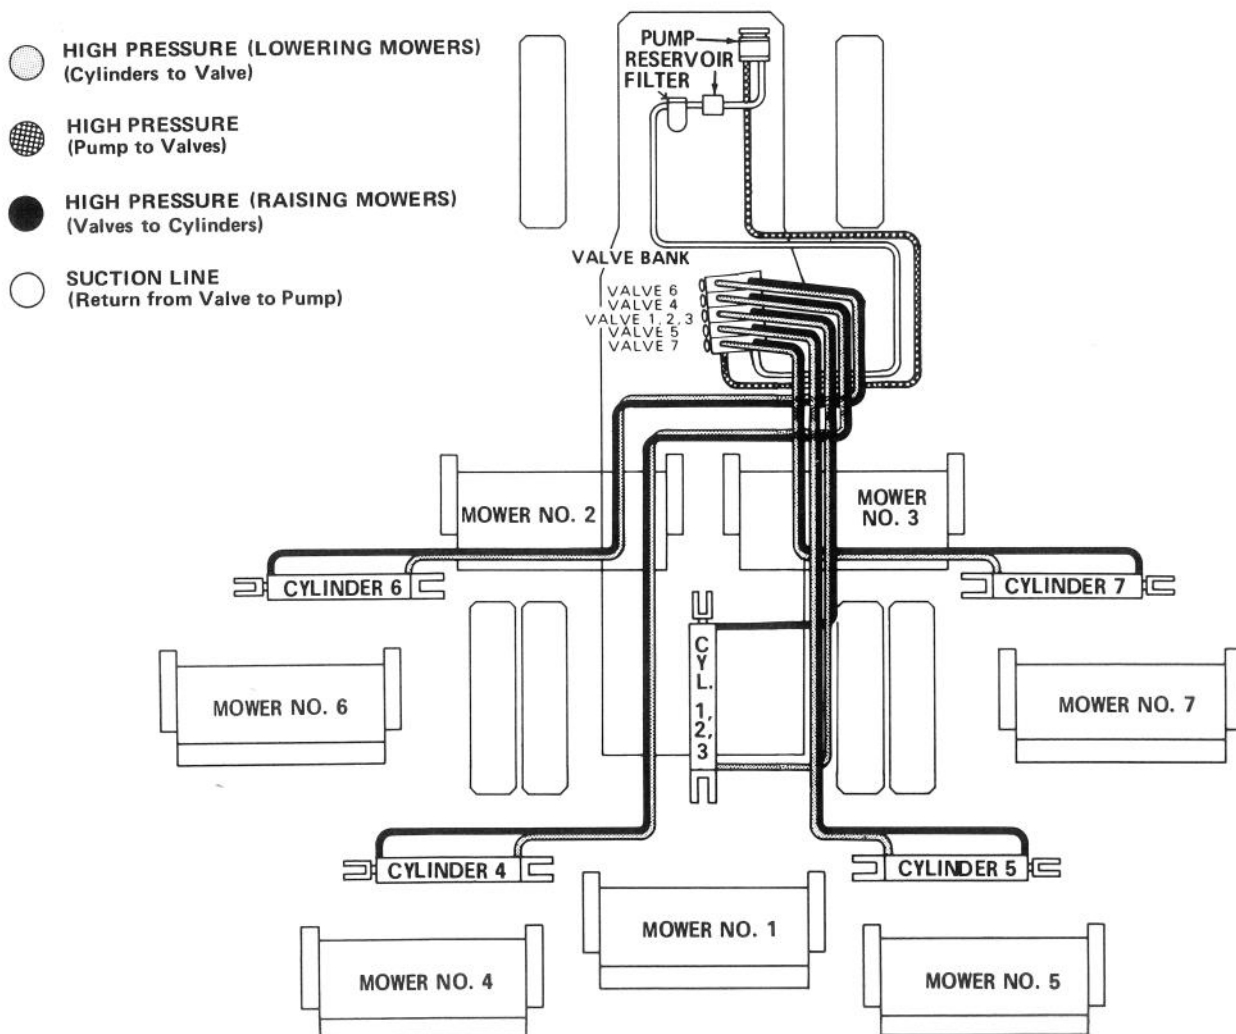 HIGH PRESSURE (LOWERING MOWERS)
(Cylinders to Valve)
HIGH PRESSURE
(Pump to Valves)
HIGH PRESSURE (RAISING MOWERS)
(Valves to Cylinders)
SUCTION LINE
(Return from Valve to Pump)
PUMP
RESERVOIR
FILTER
VALVE BANK
VALVE 6
VALVE 4
VALVE 1, 2, 3
VALVE 5
VALVE 7
MOWER NO. 2
MOWER
NO. 3
CYLINDER 6
CYLINDER 7
CYL. 1, 2, 3
MOWER NO. 6
MOWER NO. 7
CYLINDER 4
CYLINDER 5
MOWER NO. 1
MOWER NO. 4
MOWER NO. 5